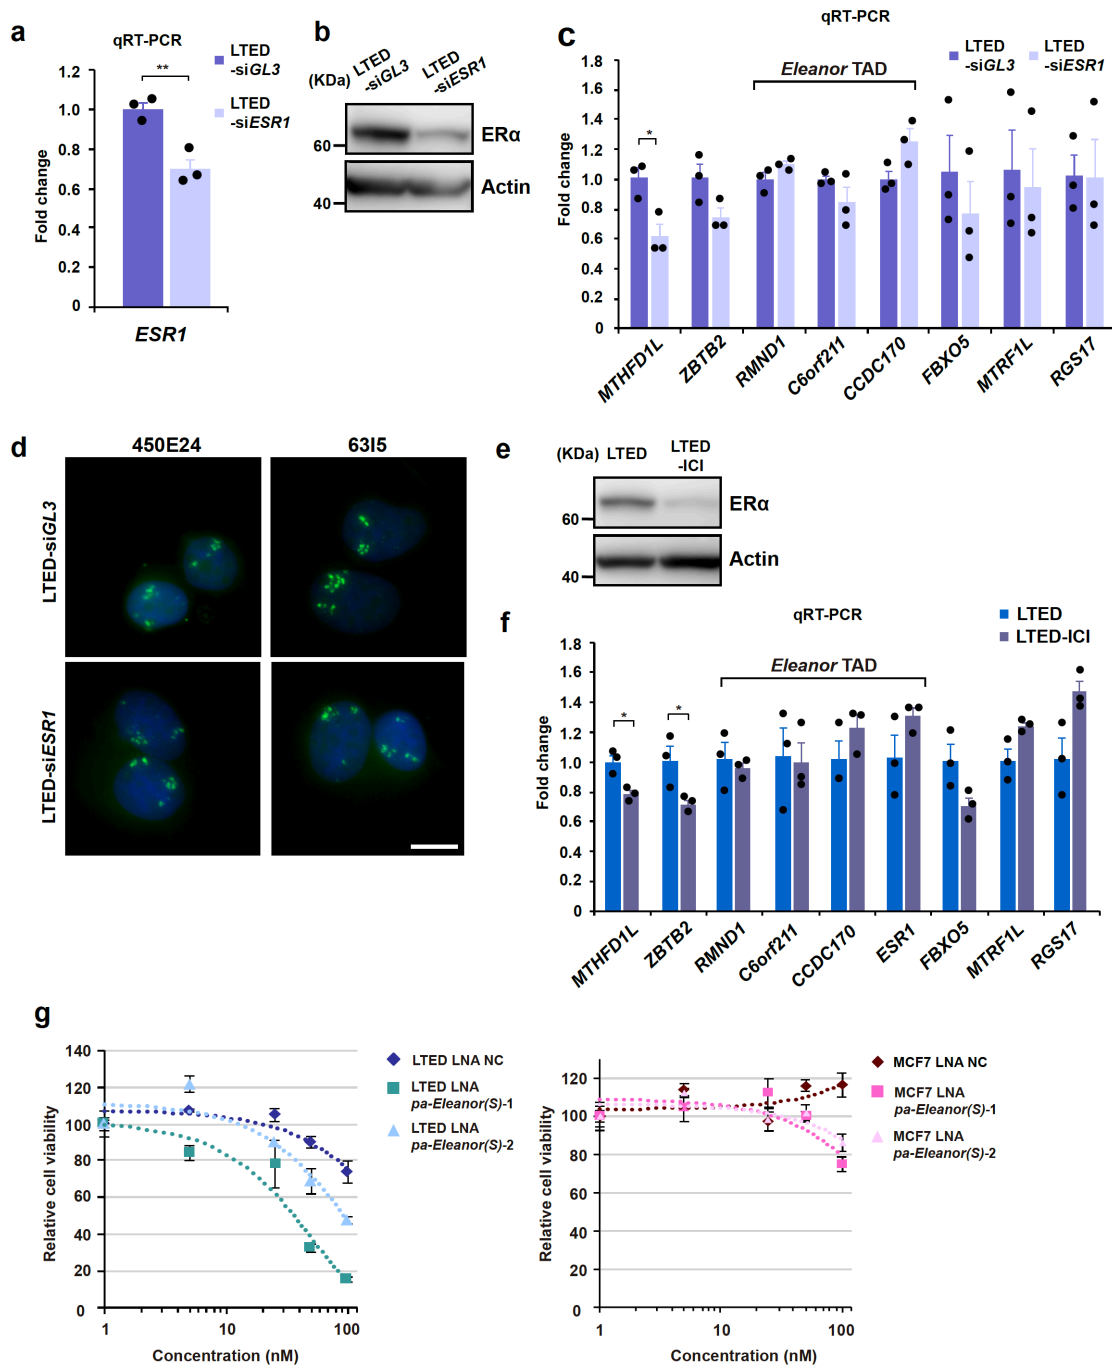 a
qRT-PCR
LTED
-siGL3
LTED
-siESR1
**
Fold change
1.2
1.0
0.8
0.6
0.4
0.2
0
ESR1
b
(KDa)
LTED
-siGL3
LTED
-siESR1
60
ERα
40
Actin
c
qRT-PCR
LTED
-siGL3
LTED
-siESR1
Eleanor TAD
*
Fold change
1.8
1.6
1.4
1.2
1.0
0.8
0.6
0.4
0.2
0
MTHFD1L
ZBTB2
RMND1
C6orf211
CCDC170
FBXO5
MTRF1L
RGS17
d
450E24
63I5
LTED-siGL3
LTED-siESR1
e
(KDa)
LTED
LTED
-ICI
60
ERα
40
Actin
f
qRT-PCR
LTED
LTED-ICI
Eleanor TAD
*
*
Fold change
1.8
1.6
1.4
1.2
1.0
0.8
0.6
0.4
0.2
0
MTHFD1L
ZBTB2
RMND1
C6orf211
CCDC170
ESR1
FBXO5
MTRF1L
RGS17
g
Relative cell viability
140
120
100
80
60
40
20
0
1
10
100
Concentration (nM)
LTED LNA NC
LTED LNA
pa-Eleanor(S)-1
LTED LNA
pa-Eleanor(S)-2
Relative cell viability
120
100
80
60
40
20
0
1
10
100
Concentration (nM)
MCF7 LNA NC
MCF7 LNA
pa-Eleanor(S)-1
MCF7 LNA
pa-Eleanor(S)-2